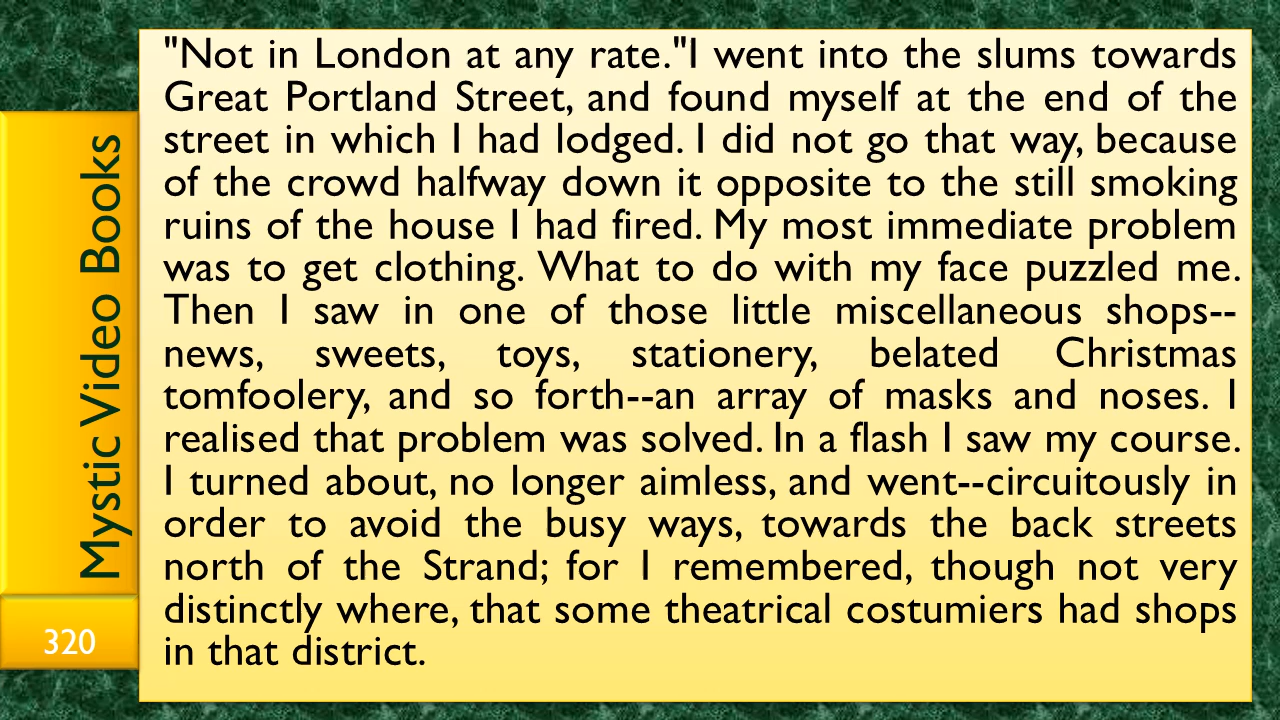 "Not in London at any rate."I went into the slums towards
Great Portland Street, and found myself at the end of the
street in which I had lodged. I did not go that way, because
of the crowd halfway down it opposite to the still smoking
ruins of the house I had fired. My most immediate problem
was to get clothing. What to do with my face puzzled me.
Then I saw in one of those little miscellaneous shops--
news, sweets, toys, stationery, belated Christmas
tomfoolery, and so forth--an array of masks and noses. I
realised that problem was solved. In a flash I saw my course.
I turned about, no longer aimless, and went--circuitously in
order to avoid the busy ways, towards the back streets
north of the Strand; for I remembered, though not very
distinctly where, that some theatrical costumiers had shops
in that district.
Mystic Video Books
320